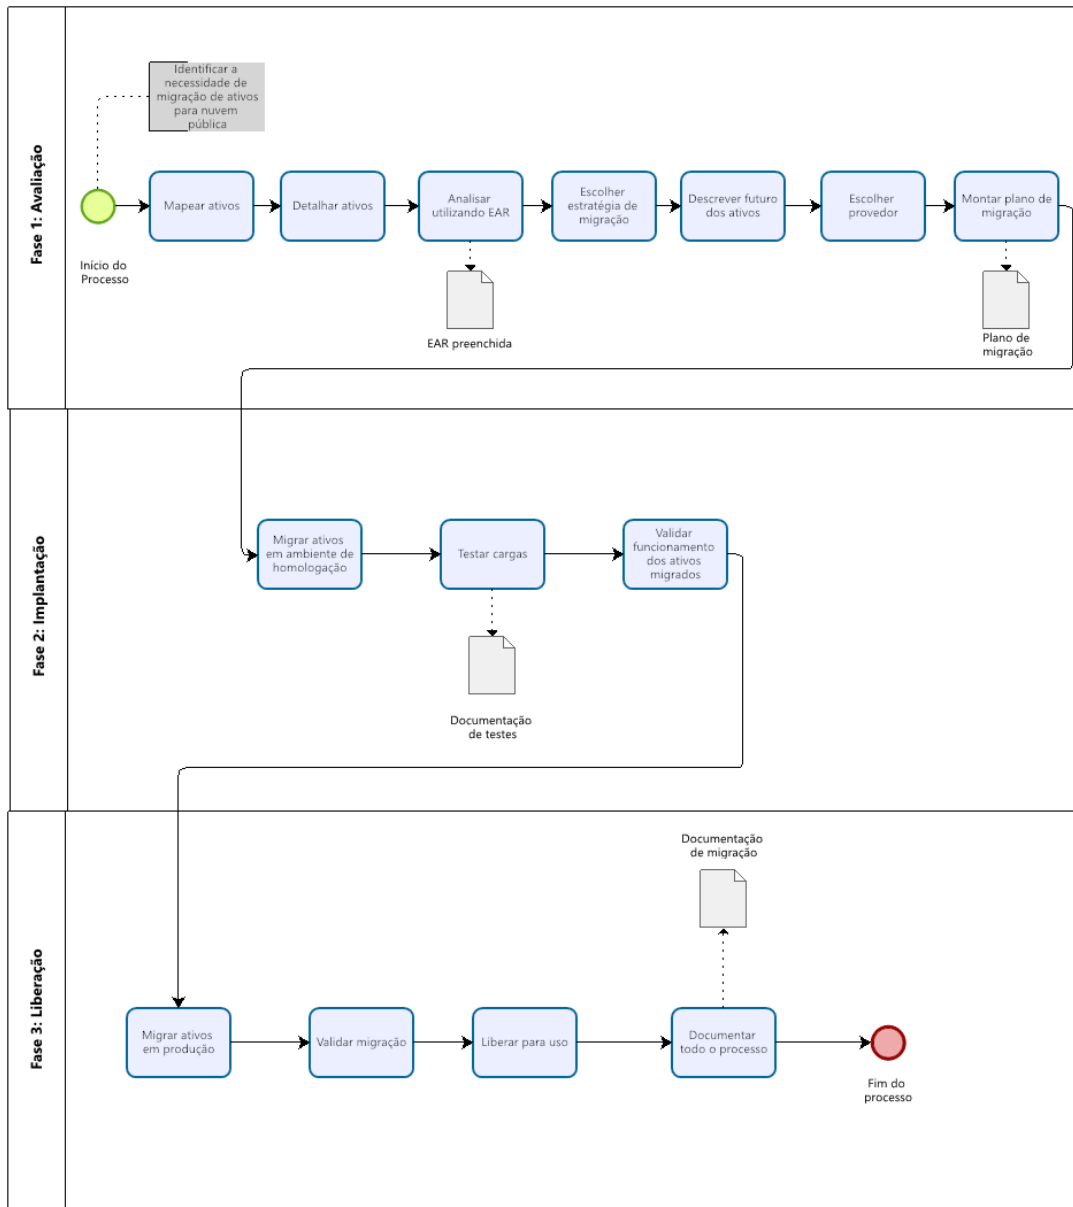 Fase 1: Avaliação
Identificar a
necessidade de
migração de ativos
para nuvem
pública
Início do
Processo
Mapear ativos
Detalhar ativos
Analisar
utilizando EAR
Escolher
estratégia de
migração
Descrever futuro
dos ativos
Escolher
provedor
Montar plano de
migração
EAR preenchida
Plano de
migração
Fase 2: Implantação
Migrar ativos
em ambiente de
homologação
Testar cargas
Validar
funcionamento
dos ativos
migrados
Documentação
de testes
Fase 3: Liberação
Documentação
de migração
Migrar ativos
em produção
Validar migração
Liberar para uso
Documentar
todo o processo
Fim do
processo